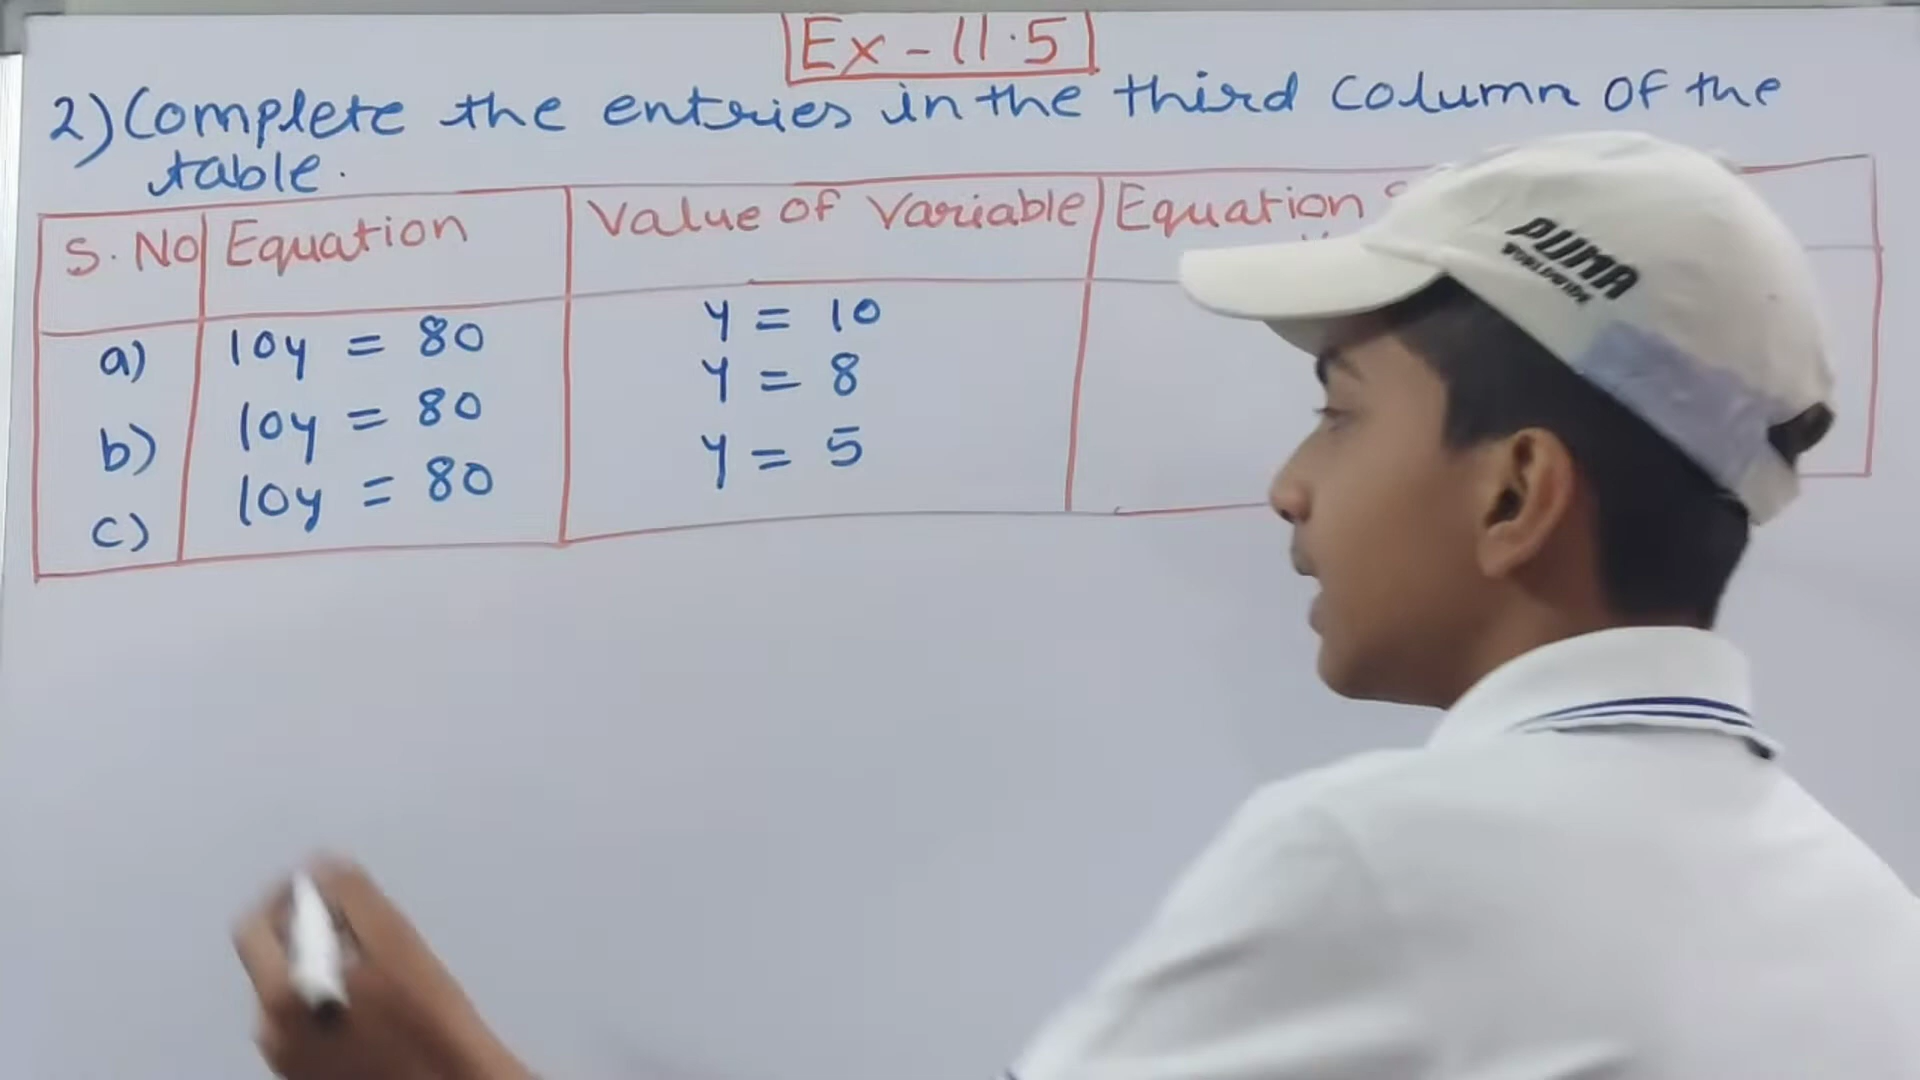 Ex-11.5
2) Complete the entries in the third column of the
table.
S. No Equation Value of Variable Equation
a) 10y = 80 y = 10
b) 10y = 80 y = 8
c) 10y = 80 y = 5
PUMA
WORLDWIDE